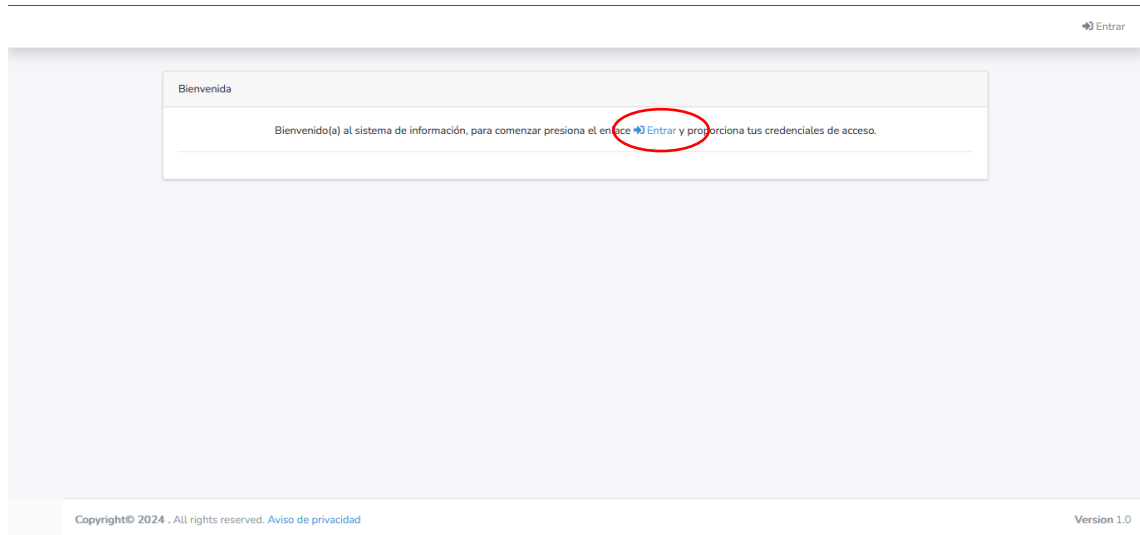 Entrar
Bienvenida
Bienvenido(a) al sistema de información, para comenzar presiona el enlace Entrar y proporciona tus credenciales de acceso.
Copyright© 2024 . All rights reserved. Aviso de privacidad
Version 1.0